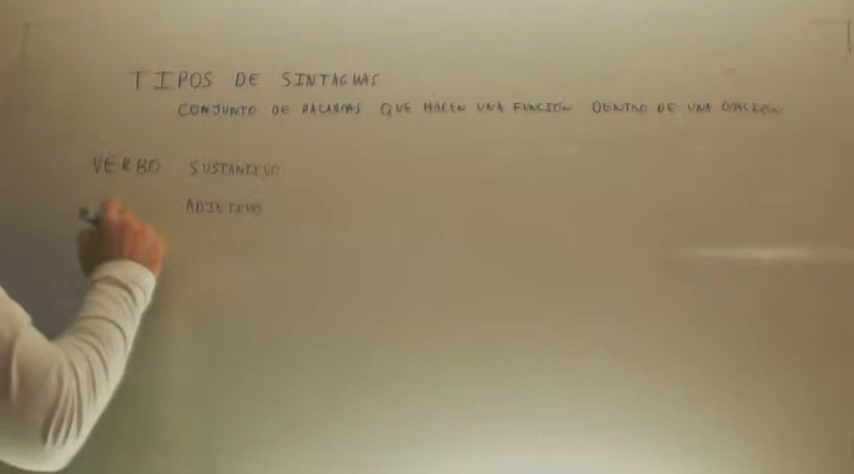 TIPOS DE SINTAGMAS
CONJUNTO DE PALABRAS QUE HACEN UNA FUNCIÓN DENTRO DE UNA ORACIÓN
VERBO SUSTANTIVO
ADJETIVO